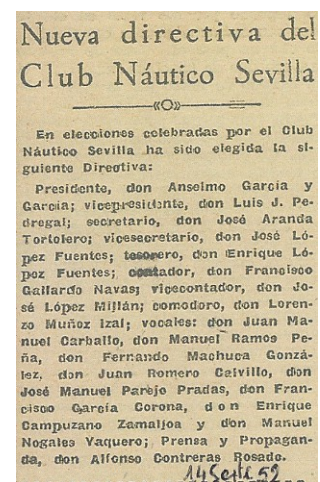 Nueva directiva del
Club Náutico Sevilla
«O»
En elecciones celebradas por el Club
Náutico Sevilla ha sido elegida la si-
guiente Directiva:
Presidente, don Anselmo García y
García; vicepresidente, don Luis J. Pe-
dregal; secretario, don José Aranda
Tortolero; vicesecretario, don José Ló-
pez Fuentes; tesorero, don Enrique Ló-
pez Fuentes; contador, don Francisco
Gallardo Navas; vicecontador, don Jo-
sé López Millán; comodoro, don Loren-
zo Muñoz Izal; vocales: don Juan Ma-
nuel Carballo, don Manuel Ramos Pe-
ña, don Fernando Machuca Gonzá-
lez, don Juan Romero Calvillo, don
José Manuel Parejo Pradas, don Fran-
cisco García Corona, don Enrique
Campuzano Zamalloa y don Manuel
Nogales Vaquero; Prensa y Propagan-
da, don Alfonso Contreras Rosado.
14 Septe 52